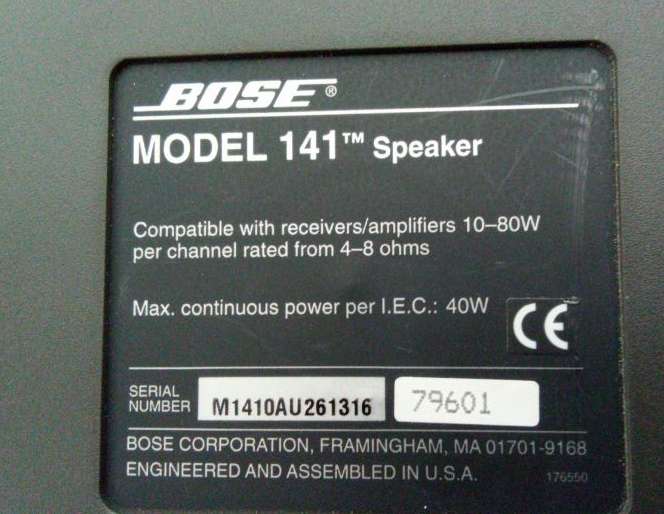 BOSE®
MODEL 141™ Speaker
Compatible with receivers/amplifiers 10–80W
per channel rated from 4–8 ohms
Max. continuous power per I.E.C.: 40W
CE
SERIAL
NUMBER M1410AU261316 79601
BOSE CORPORATION, FRAMINGHAM, MA 01701-9168
ENGINEERED AND ASSEMBLED IN U.S.A. 176550